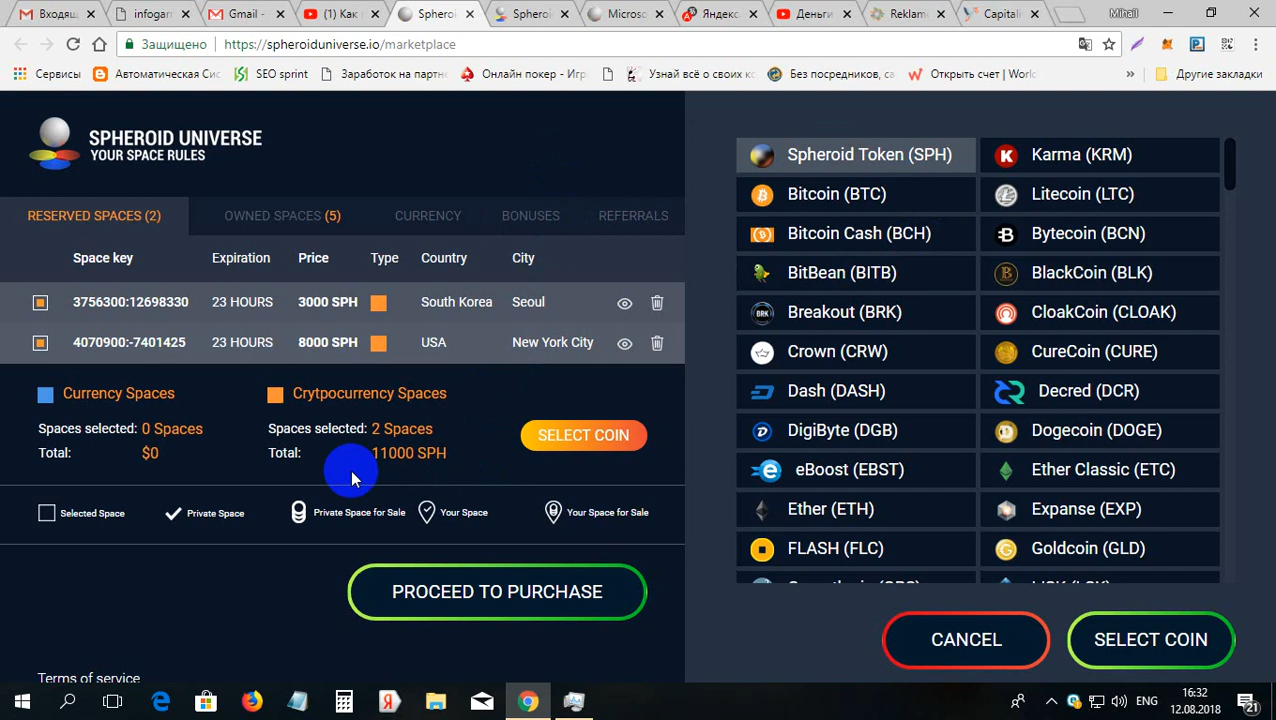 Входящ
infogar
Gmail -
(1) Как
Spheroi
Spheroi
Microso
Яндекс
Деньги
Reklam
Capitali
Mihail
Защищено
https://spheroiduniverse.io/marketplace
Сервисы
Автоматическая Сис
SEO sprint
Заработок на партн
Онлайн покер - Игр
Узнай всё о своих ко
Без посредников, са
Открыть счет | World
»
Другие закладки
SPHEROID UNIVERSE
YOUR SPACE RULES
RESERVED SPACES (2)
OWNED SPACES (5)
CURRENCY
BONUSES
REFERRALS
Space key Expiration Price Type Country City
3756300:12698330 23 HOURS 3000 SPH South Korea Seoul
4070900:-7401425 23 HOURS 8000 SPH USA New York City
Currency Spaces
Crytpocurrency Spaces
Spaces selected: 0 Spaces
Spaces selected: 2 Spaces
Total: $0
Total: 11000 SPH
SELECT COIN
Selected Space
Private Space
Private Space for Sale
Your Space
Your Space for Sale
PROCEED TO PURCHASE
Terms of service
Spheroid Token (SPH)
Karma (KRM)
Bitcoin (BTC)
Litecoin (LTC)
Bitcoin Cash (BCH)
Bytecoin (BCN)
BitBean (BITB)
BlackCoin (BLK)
Breakout (BRK)
CloakCoin (CLOAK)
Crown (CRW)
CureCoin (CURE)
Dash (DASH)
Decred (DCR)
DigiByte (DGB)
Dogecoin (DOGE)
eBoost (EBST)
Ether Classic (ETC)
Ether (ETH)
Expanse (EXP)
FLASH (FLC)
Goldcoin (GLD)
CANCEL
SELECT COIN
ENG
16:32
12.08.2018
21